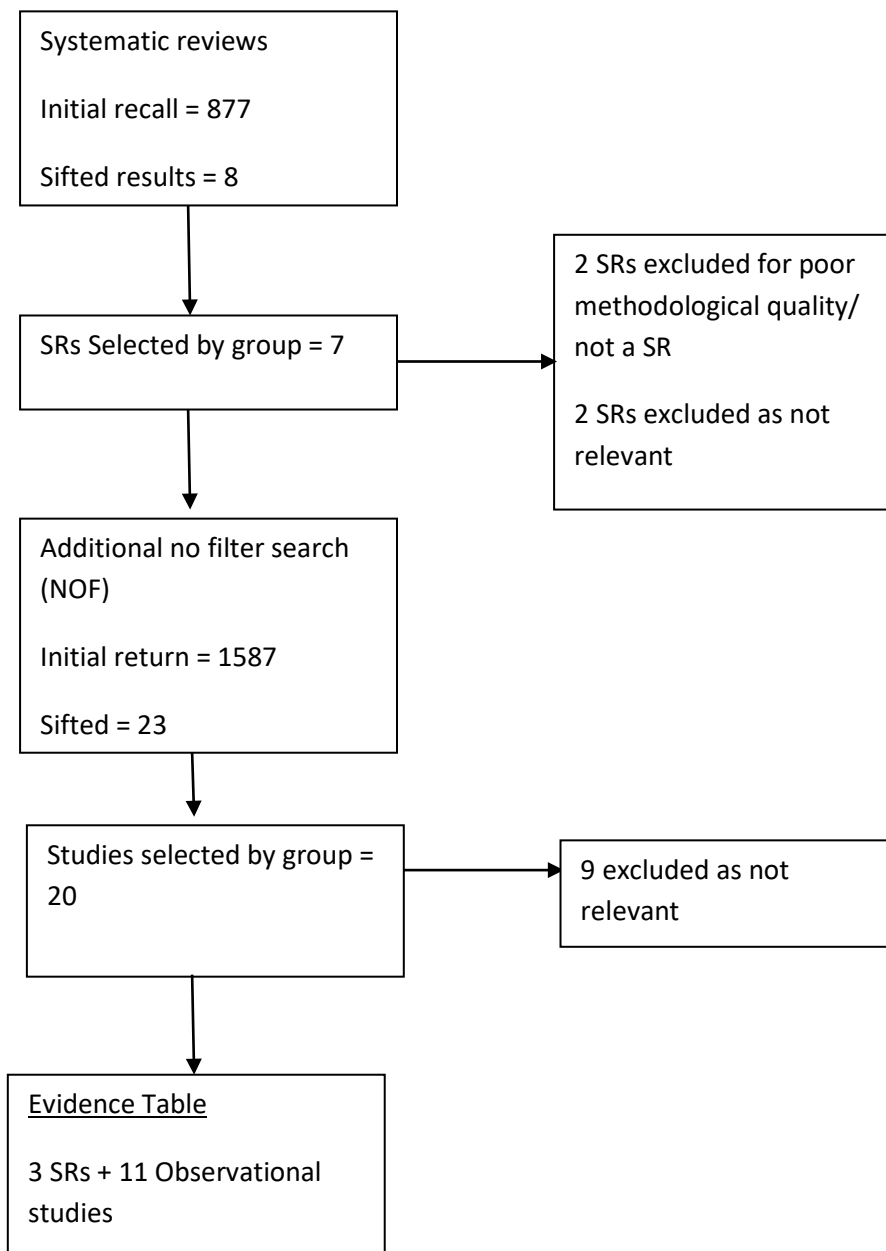 Systematic reviews
Initial recall = 877
Sifted results = 8
2 SRs excluded for poor
methodological quality/
not a SR
2 SRs excluded as not
relevant
SRs Selected by group = 7
Additional no filter search
(NOF)
Initial return = 1587
Sifted = 23
Studies selected by group =
20
9 excluded as not
relevant
Evidence Table
3 SRs + 11 Observational
studies